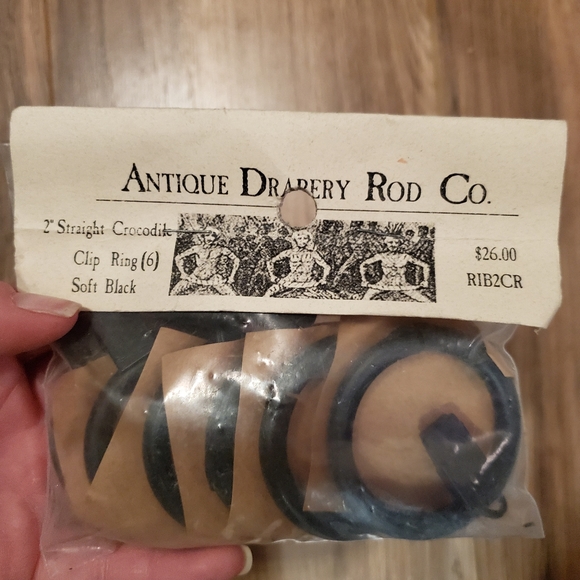 ANTIQUE DRAPERY ROD CO.
2" Straight Crocodile
Clip Ring (6)
Soft Black
$26.00
RIB2CR